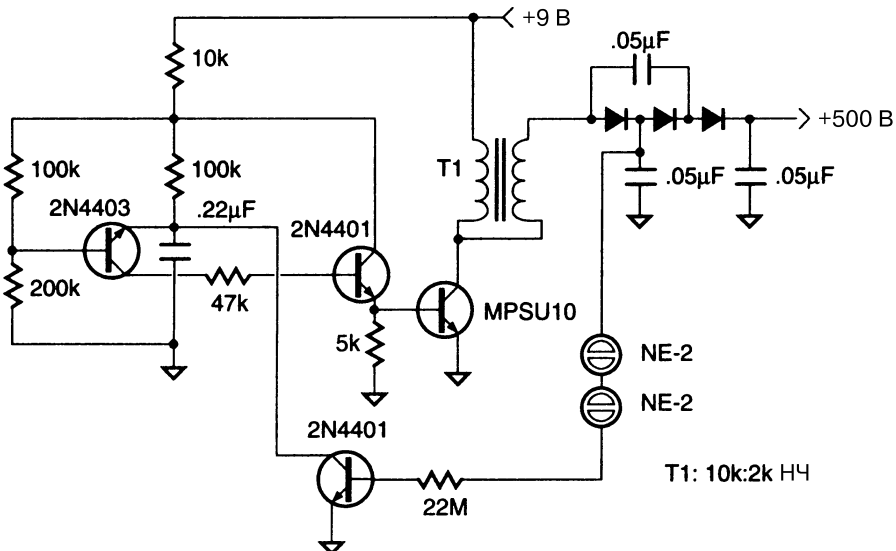 +9 В
.05µF
10k
+500 В
100k
100k
T1
.05µF
.05µF
2N4403
.22µF
2N4401
200k
47k
MPSU10
5k
NE-2
NE-2
2N4401
T1: 10k:2k НЧ
22M